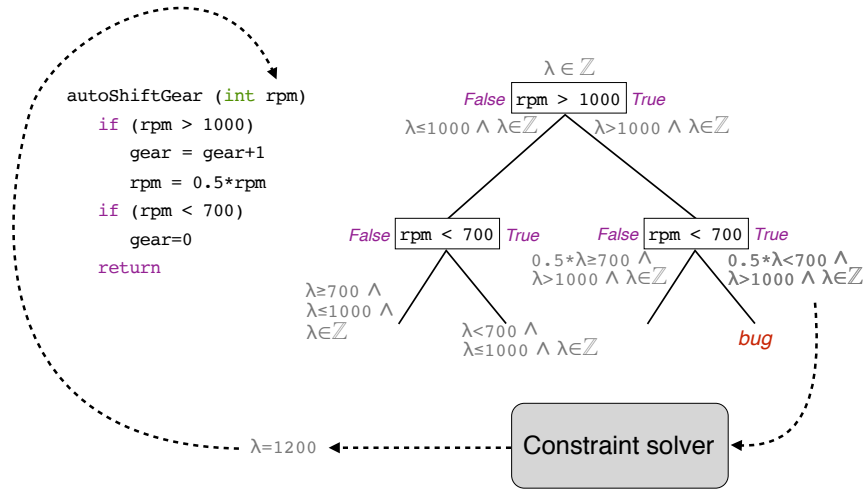 autoShiftGear (int rpm)
if (rpm > 1000)
gear = gear+1
rpm = 0.5*rpm
if (rpm < 700)
gear=0
return
λ ∈ ℤ
False rpm > 1000 True
λ≤1000 ∧ λ∈ℤ
λ>1000 ∧ λ∈ℤ
False rpm < 700 True
False rpm < 700 True
λ≥700 ∧
λ≤1000 ∧
λ∈ℤ
λ<700 ∧
λ≤1000 ∧ λ∈ℤ
0.5*λ≥700 ∧
λ>1000 ∧ λ∈ℤ
0.5*λ<700 ∧
λ>1000 ∧ λ∈ℤ
bug
Constraint solver
λ=1200